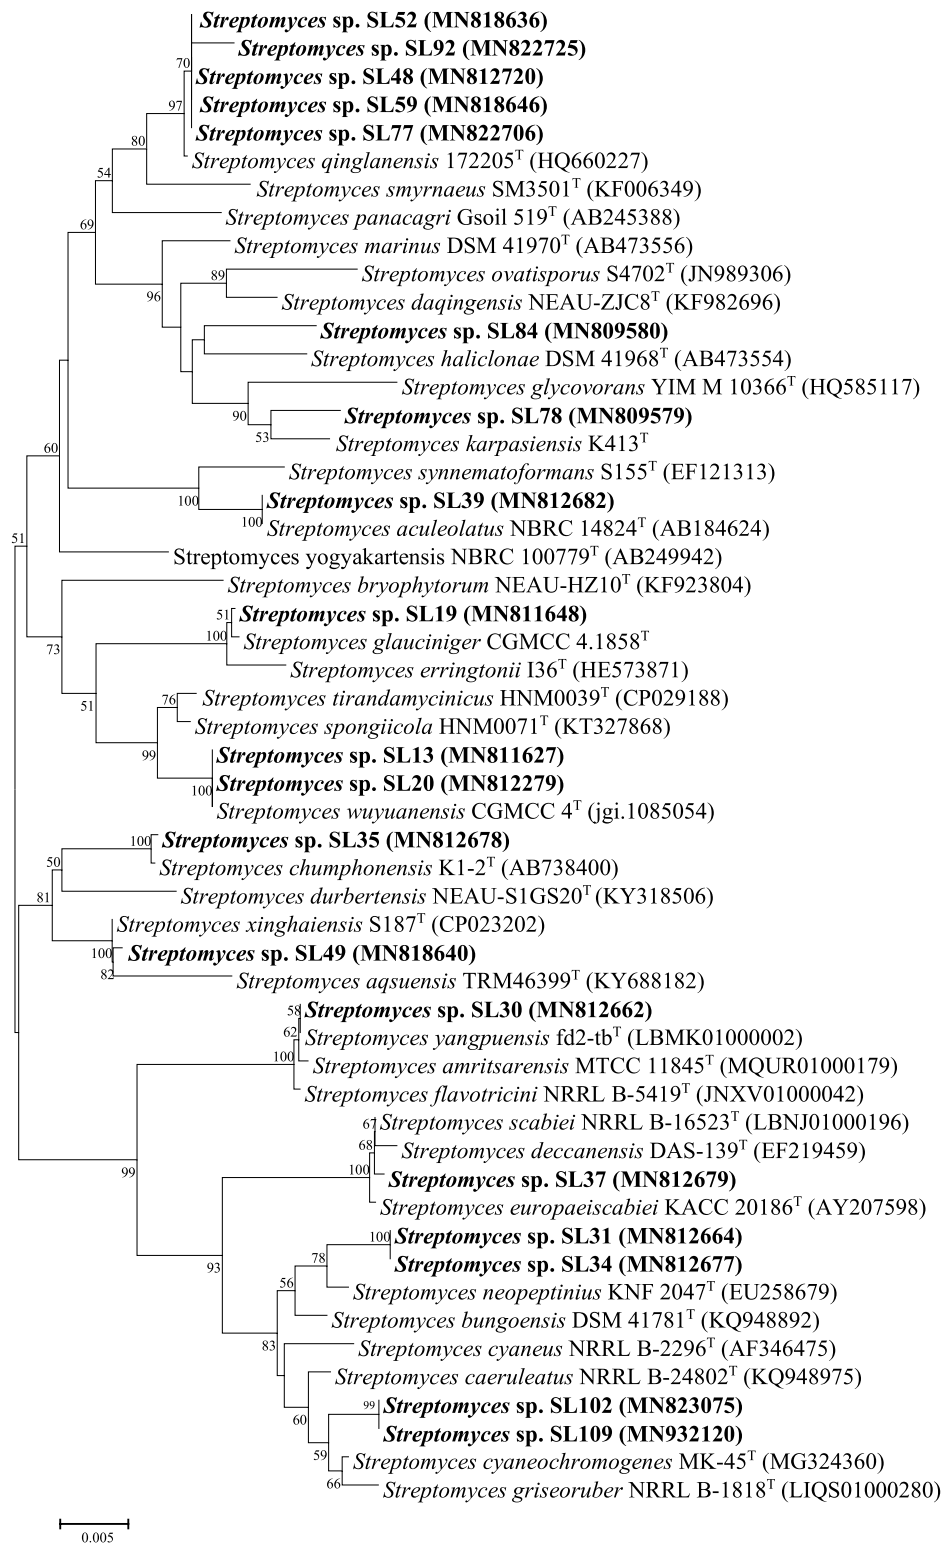 Streptomyces sp. SL52 (MN818636)
Streptomyces sp. SL92 (MN822725)
70
Streptomyces sp. SL48 (MN812720)
97
Streptomyces sp. SL59 (MN818646)
Streptomyces sp. SL77 (MN822706)
80
Streptomyces qinglanensis 172205T (HQ660227)
54
Streptomyces smyrnaeus SM3501T (KF006349)
Streptomyces panacagri Gsoil 519T (AB245388)
69
Streptomyces marinus DSM 41970T (AB473556)
89
Streptomyces ovatisporus S4702T (JN989306)
96
Streptomyces daqingensis NEAU-ZJC8T (KF982696)
Streptomyces sp. SL84 (MN809580)
Streptomyces haliclonae DSM 41968T (AB473554)
Streptomyces glycovorans YIM M 10366T (HQ585117)
90
Streptomyces sp. SL78 (MN809579)
53
Streptomyces karpasiensis K413T
60
Streptomyces synnematoformans S155T (EF121313)
100
Streptomyces sp. SL39 (MN812682)
100
Streptomyces aculeolatus NBRC 14824T (AB184624)
51
Streptomyces yogyakartensis NBRC 100779T (AB249942)
Streptomyces bryophytorum NEAU-HZ10T (KF923804)
51
Streptomyces sp. SL19 (MN811648)
100
Streptomyces glauciniger CGMCC 4.1858T
73
Streptomyces erringtonii I36T (HE573871)
51
76
Streptomyces tirandamycinicus HNM0039T (CP029188)
Streptomyces spongiicola HNM0071T (KT327868)
99
Streptomyces sp. SL13 (MN811627)
Streptomyces sp. SL20 (MN812279)
100
Streptomyces wuyuanensis CGMCC 4T (jgi.1085054)
100
Streptomyces sp. SL35 (MN812678)
50
Streptomyces chumphonensis K1-2T (AB738400)
81
Streptomyces durbertensis NEAU-S1GS20T (KY318506)
Streptomyces xinghaiensis S187T (CP023202)
100
Streptomyces sp. SL49 (MN818640)
82
Streptomyces aqsuensis TRM46399T (KY688182)
58
Streptomyces sp. SL30 (MN812662)
62
Streptomyces yangpuensis fd2-tbT (LBMK01000002)
100
Streptomyces amritsarensis MTCC 11845T (MQUR01000179)
Streptomyces flavotricini NRRL B-5419T (JNXV01000042)
67
Streptomyces scabiei NRRL B-16523T (LBNJ01000196)
68
Streptomyces deccanensis DAS-139T (EF219459)
99
100
Streptomyces sp. SL37 (MN812679)
Streptomyces europaeiscabiei KACC 20186T (AY207598)
100
Streptomyces sp. SL31 (MN812664)
93
78
Streptomyces sp. SL34 (MN812677)
56
Streptomyces neopeptinius KNF 2047T (EU258679)
Streptomyces bungoensis DSM 41781T (KQ948892)
83
Streptomyces cyaneus NRRL B-2296T (AF346475)
Streptomyces caeruleatus NRRL B-24802T (KQ948975)
99
Streptomyces sp. SL102 (MN823075)
60
Streptomyces sp. SL109 (MN932120)
59
Streptomyces cyaneochromogenes MK-45T (MG324360)
66
Streptomyces griseoruber NRRL B-1818T (LIQS01000280)
0.005